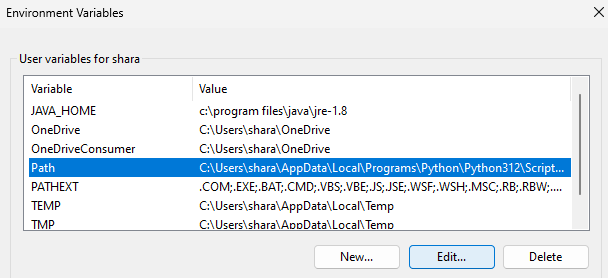 Environment Variables
User variables for shara
Variable Value
JAVA_HOME c:\program files\java\jre-1.8
OneDrive C:\Users\shara\OneDrive
OneDriveConsumer C:\Users\shara\OneDrive
Path C:\Users\shara\AppData\Local\Programs\Python\Python312\Script...
PATHEXT .COM;.EXE;.BAT;.CMD;.VBS;.VBE;.JS;.JSE;.WSF;.WSH;.MSC;.RB;.RBW;....
TEMP C:\Users\shara\AppData\Local\Temp
TMP C:\Users\shara\AppData\Local\Temp
New... Edit... Delete